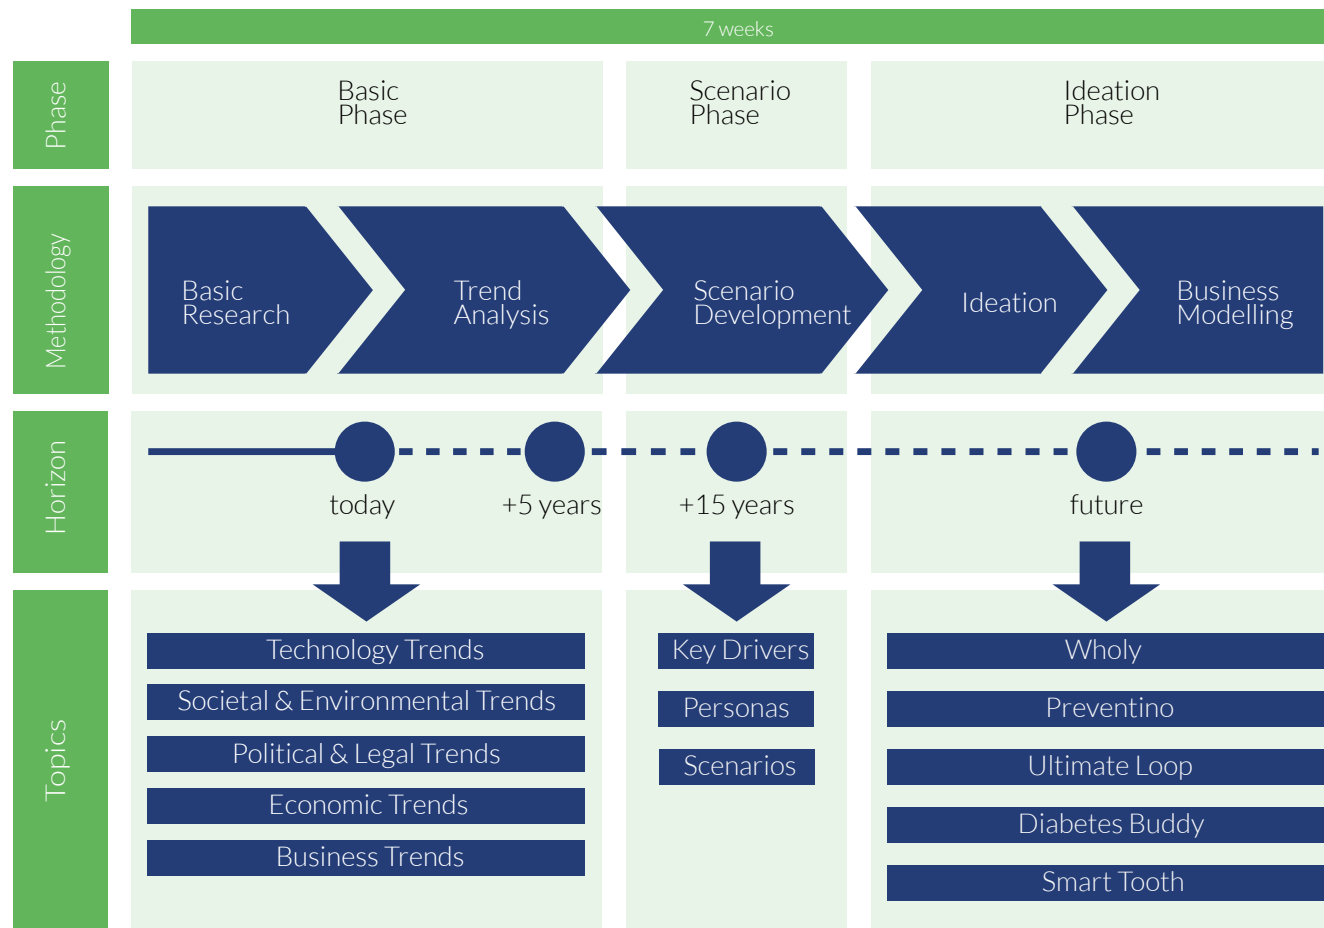 7 weeks
Phase
Basic
Phase
Scenario
Phase
Ideation
Phase
Methodology
Basic
Research
Trend
Analysis
Scenario
Development
Ideation
Business
Modelling
Horizon
today
+5 years
+15 years
future
Topics
Technology Trends
Societal & Environmental Trends
Political & Legal Trends
Economic Trends
Business Trends
Key Drivers
Personas
Scenarios
Wholy
Preventino
Ultimate Loop
Diabetes Buddy
Smart Tooth